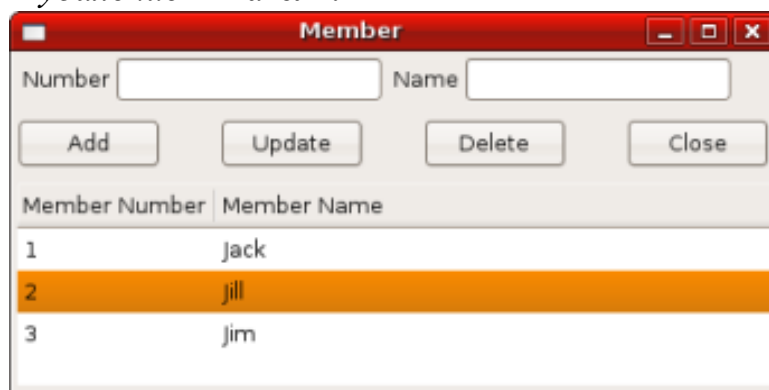 Member
Number Name
Add Update Delete Close
Member Number Member Name
1 Jack
2 Jill
3 Jim